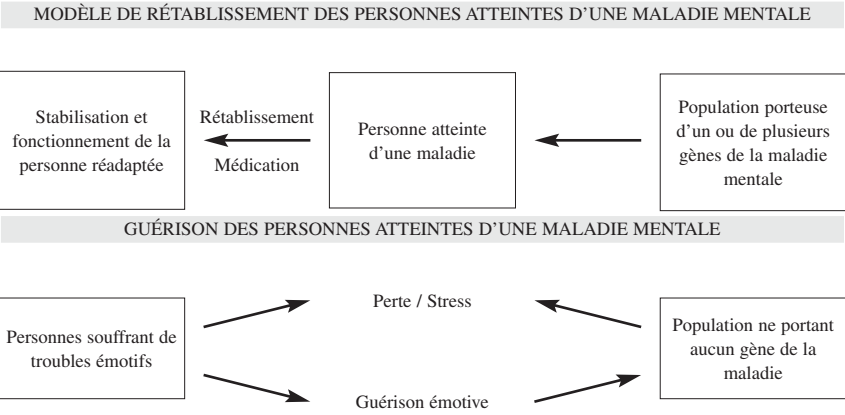 MODÈLE DE RÉTABLISSEMENT DES PERSONNES ATTEINTES D'UNE MALADIE MENTALE
Stabilisation et
fonctionnement de la
personne réadaptée
Rétablissement
Médication
Personne atteinte
d'une maladie
Population porteuse
d'un ou de plusieurs
gènes de la maladie
mentale
GUÉRISON DES PERSONNES ATTEINTES D'UNE MALADIE MENTALE
Personnes souffrant de
troubles émotifs
Perte / Stress
Guérison émotive
Population ne portant
aucun gène de la
maladie